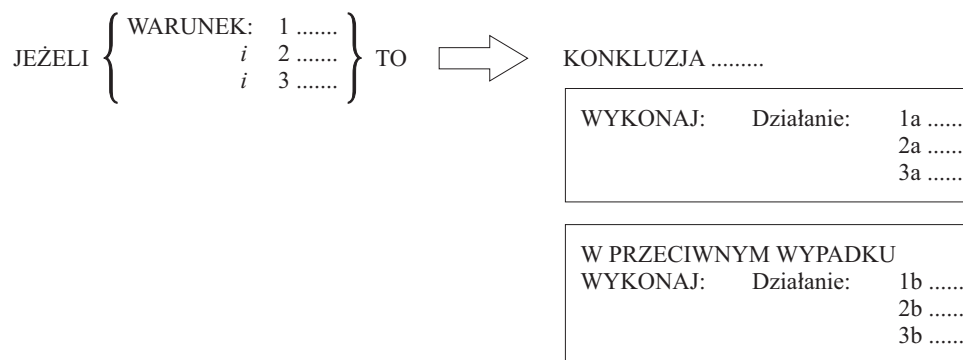 WARUNEK: 1 .......
JEŻELI i 2 ....... TO KONKLUZJA .........
i 3 .......
WYKONAJ: Działanie: 1a ......
2a ......
3a ......
W PRZECIWNYM WYPADKU
WYKONAJ: Działanie: 1b ......
2b ......
3b ......